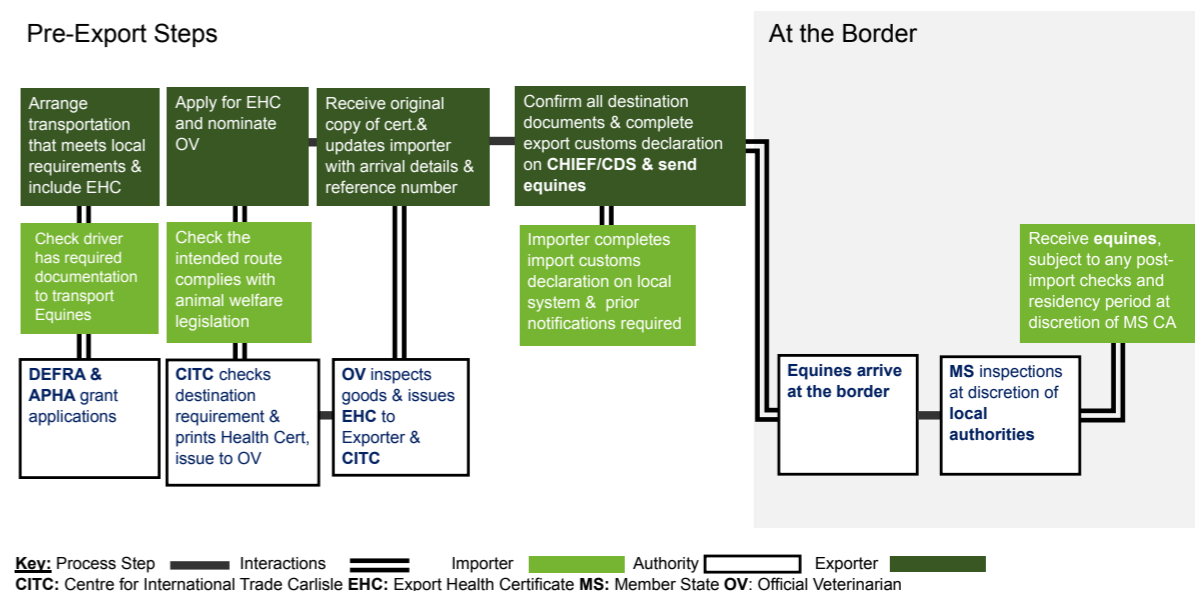 Pre-Export Steps
At the Border
Arrange
transportation
that meets local
requirements &
include EHC
Apply for EHC
and nominate
OV
Receive original
copy of cert.&
updates importer
with arrival details &
reference number
Confirm all destination
documents & complete
export customs declaration
on CHIEF/CDS & send
equines
Check driver
has required
documentation
to transport
Equines
Check the
intended route
complies with
animal welfare
legislation
Importer completes
import customs
declaration on local
system &  prior
notifications required
Receive equines,
subject to any post-
import checks and
residency period at
discretion of MS CA
DEFRA &
APHA grant
applications
CITC checks
destination
requirement &
prints Health Cert,
issue to OV
OV inspects
goods & issues
EHC to
Exporter &
CITC
Equines arrive
at the border
MS inspections
at discretion of
local
authorities
Key: Process Step Interactions Importer Authority Exporter
CITC: Centre for International Trade Carlisle EHC: Export Health Certificate MS: Member State OV: Official Veterinarian